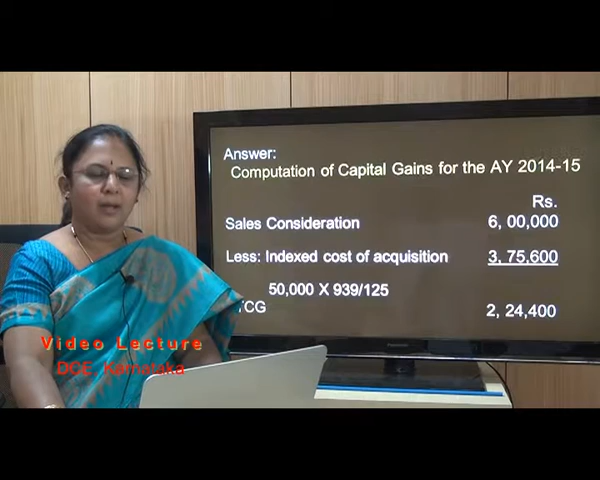 Answer:
Computation of Capital Gains for the AY 2014-15
Rs.
Sales Consideration 6, 00,000
Less: Indexed cost of acquisition 3, 75,600
50,000 X 939/125
TCG 2, 24,400
Video Lecture
DCE, Karnataka